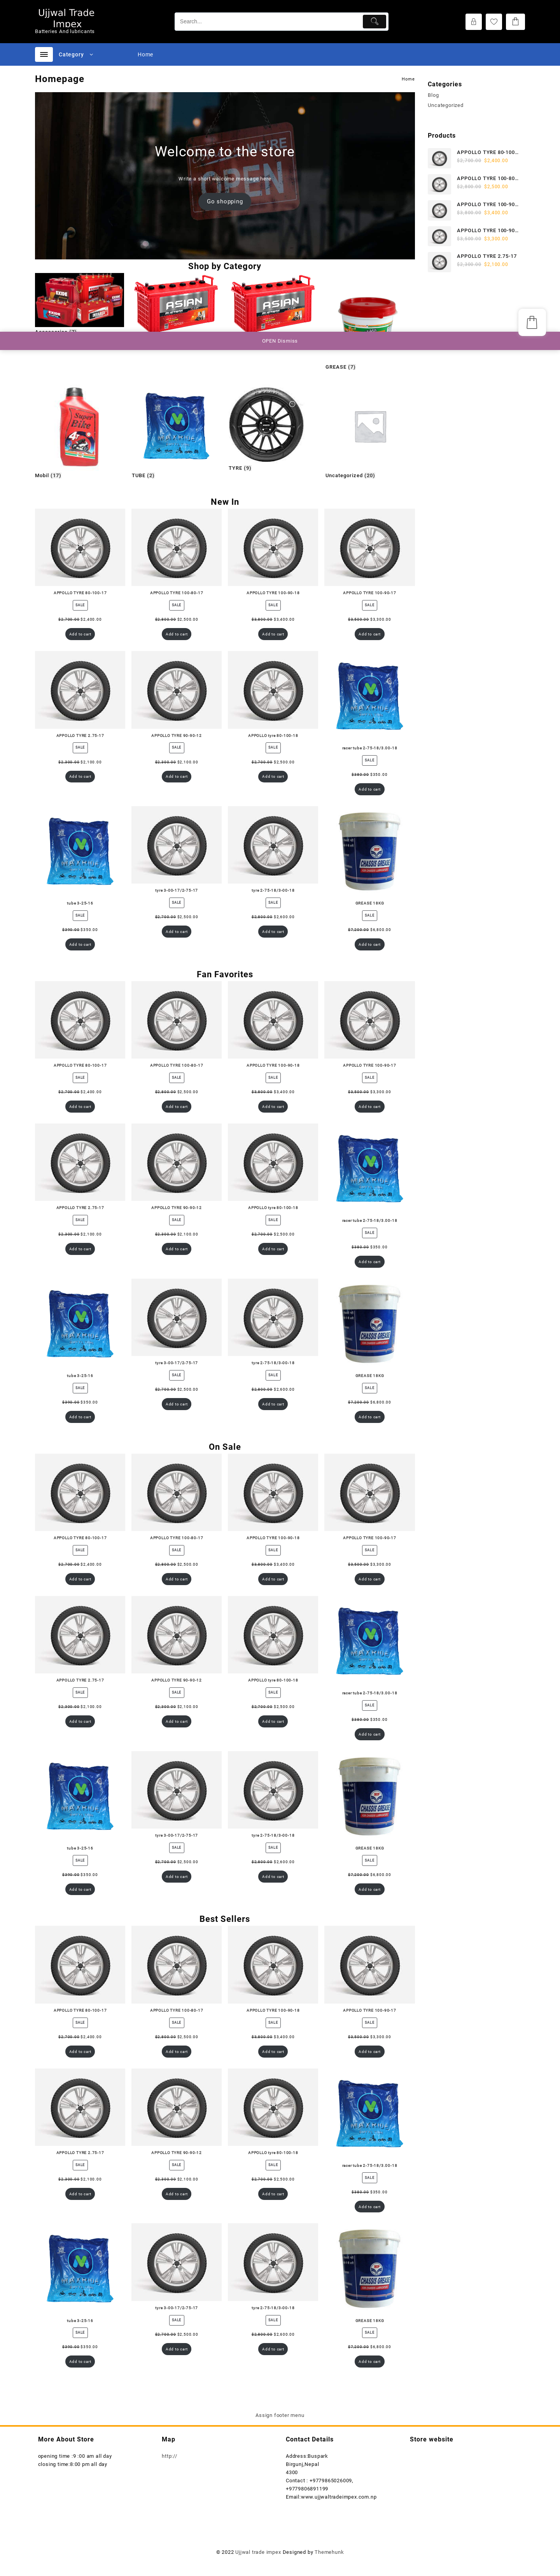 Ujjwal Trade
Impex
Batteries And lubricants
Search...
Category
Home
Homepage
Home
Welcome to the store
Write a short welcome message here
Go shopping
Categories
Blog
Uncategorized
Products
APPOLLO TYRE 80-100...
$2,700.00 $2,400.00
APPOLLO TYRE 100-80...
$2,800.00 $2,500.00
APPOLLO TYRE 100-90...
$3,800.00 $3,400.00
APPOLLO TYRE 100-90...
$3,500.00 $3,300.00
APPOLLO TYRE 2.75-17
$2,300.00 $2,100.00
Shop by Category
OPEN Dismiss
GREASE (7)
Mobil (17)
TUBE (2)
TYRE (9)
Uncategorized (20)
New In
APPOLLO TYRE 80-100-17
SALE
$2,700.00 $2,400.00
Add to cart
APPOLLO TYRE 100-80-17
SALE
$2,800.00 $2,500.00
Add to cart
APPOLLO TYRE 100-90-18
SALE
$3,800.00 $3,400.00
Add to cart
APPOLLO TYRE 100-90-17
SALE
$3,500.00 $3,300.00
Add to cart
APPOLLO TYRE 2.75-17
SALE
$2,300.00 $2,100.00
Add to cart
APPOLLO TYRE 90-90-12
SALE
$2,300.00 $2,100.00
Add to cart
APPOLLO tyre 80-100-18
SALE
$2,700.00 $2,500.00
Add to cart
racer tube 2-75-18/3.00-18
SALE
$380.00 $350.00
Add to cart
tube 3-25-16
SALE
$390.00 $350.00
Add to cart
tyre 3-00-17/2-75-17
SALE
$2,700.00 $2,500.00
Add to cart
tyre 2-75-18/3-00-18
SALE
$2,800.00 $2,600.00
Add to cart
GREASE 18KG
SALE
$7,200.00 $6,800.00
Add to cart
Fan Favorites
APPOLLO TYRE 80-100-17
SALE
$2,700.00 $2,400.00
Add to cart
APPOLLO TYRE 100-80-17
SALE
$2,800.00 $2,500.00
Add to cart
APPOLLO TYRE 100-90-18
SALE
$3,800.00 $3,400.00
Add to cart
APPOLLO TYRE 100-90-17
SALE
$3,500.00 $3,300.00
Add to cart
APPOLLO TYRE 2.75-17
SALE
$2,300.00 $2,100.00
Add to cart
APPOLLO TYRE 90-90-12
SALE
$2,300.00 $2,100.00
Add to cart
APPOLLO tyre 80-100-18
SALE
$2,700.00 $2,500.00
Add to cart
racer tube 2-75-18/3.00-18
SALE
$380.00 $350.00
Add to cart
tube 3-25-16
SALE
$390.00 $350.00
Add to cart
tyre 3-00-17/2-75-17
SALE
$2,700.00 $2,500.00
Add to cart
tyre 2-75-18/3-00-18
SALE
$2,800.00 $2,600.00
Add to cart
GREASE 18KG
SALE
$7,200.00 $6,800.00
Add to cart
On Sale
APPOLLO TYRE 80-100-17
SALE
$2,700.00 $2,400.00
Add to cart
APPOLLO TYRE 100-80-17
SALE
$2,800.00 $2,500.00
Add to cart
APPOLLO TYRE 100-90-18
SALE
$3,800.00 $3,400.00
Add to cart
APPOLLO TYRE 100-90-17
SALE
$3,500.00 $3,300.00
Add to cart
APPOLLO TYRE 2.75-17
SALE
$2,300.00 $2,100.00
Add to cart
APPOLLO TYRE 90-90-12
SALE
$2,300.00 $2,100.00
Add to cart
APPOLLO tyre 80-100-18
SALE
$2,700.00 $2,500.00
Add to cart
racer tube 2-75-18/3.00-18
SALE
$380.00 $350.00
Add to cart
tube 3-25-16
SALE
$390.00 $350.00
Add to cart
tyre 3-00-17/2-75-17
SALE
$2,700.00 $2,500.00
Add to cart
tyre 2-75-18/3-00-18
SALE
$2,800.00 $2,600.00
Add to cart
GREASE 18KG
SALE
$7,200.00 $6,800.00
Add to cart
Best Sellers
APPOLLO TYRE 80-100-17
SALE
$2,700.00 $2,400.00
Add to cart
APPOLLO TYRE 100-80-17
SALE
$2,800.00 $2,500.00
Add to cart
APPOLLO TYRE 100-90-18
SALE
$3,800.00 $3,400.00
Add to cart
APPOLLO TYRE 100-90-17
SALE
$3,500.00 $3,300.00
Add to cart
APPOLLO TYRE 2.75-17
SALE
$2,300.00 $2,100.00
Add to cart
APPOLLO TYRE 90-90-12
SALE
$2,300.00 $2,100.00
Add to cart
APPOLLO tyre 80-100-18
SALE
$2,700.00 $2,500.00
Add to cart
racer tube 2-75-18/3.00-18
SALE
$380.00 $350.00
Add to cart
tube 3-25-16
SALE
$390.00 $350.00
Add to cart
tyre 3-00-17/2-75-17
SALE
$2,700.00 $2,500.00
Add to cart
tyre 2-75-18/3-00-18
SALE
$2,800.00 $2,600.00
Add to cart
GREASE 18KG
SALE
$7,200.00 $6,800.00
Add to cart
Assign footer menu
More About Store
opening time :9 :00 am all day
closing time:8:00 pm all day
Map
http://
Contact Details
Address:Buspark
Birgunj,Nepal
4300
Contact : +9779865026009,
+9779806891199
Email:www.ujjwaltradeimpex.com.np
Store website
© 2022 Ujjwal trade impex Designed by Themehunk